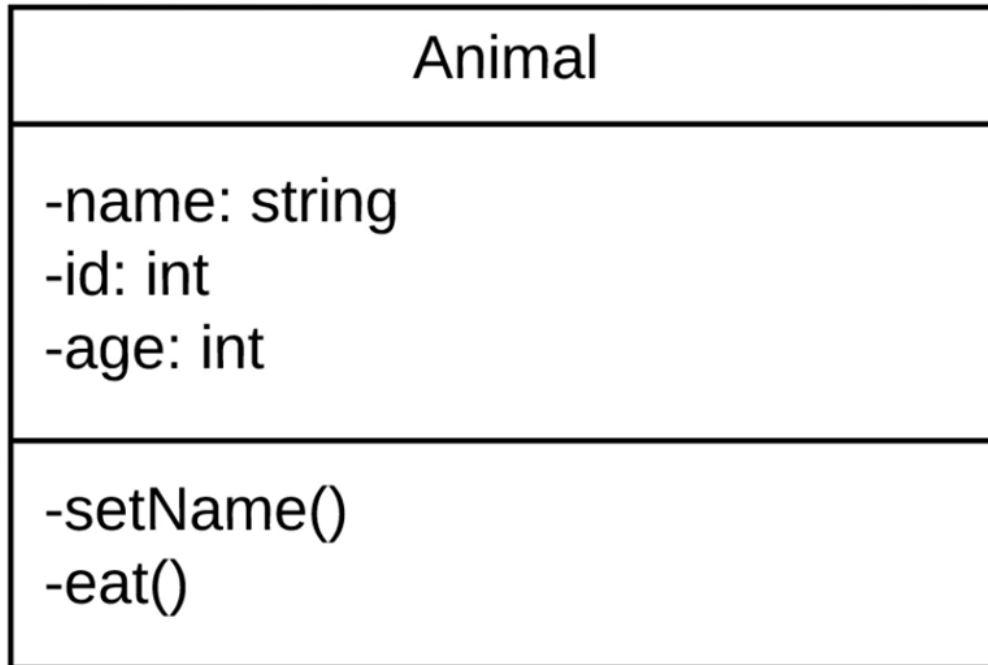 Animal
-name: string
-id: int
-age: int
-setName()
-eat()